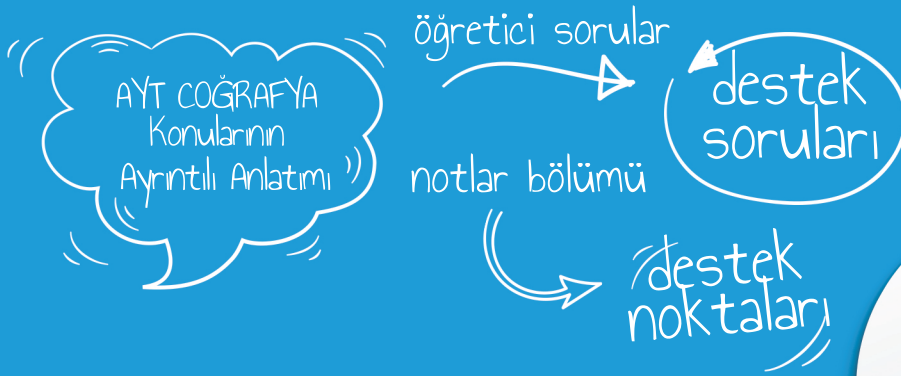 AYT COĞRAFYA
Konularının
Ayrıntılı Anlatımı
öğretici sorular
destek
soruları
notlar bölümü
destek
noktaları